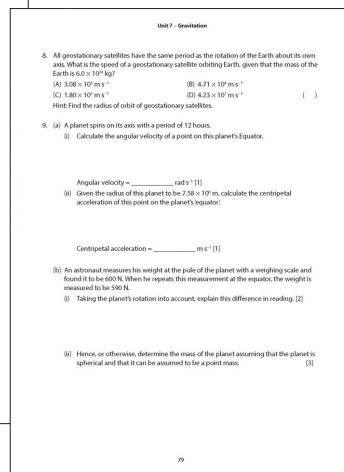 Unit 7 – Gravitation
8. All geostationary satellites have the same period as the rotation of the Earth about its own
axis. What is the speed of a geostationary satellite orbiting Earth, given that the mass of the
Earth is 6.0 × 10²⁴ kg?
(A) 3.08 × 10³ m s⁻¹ (B) 4.71 × 10³ m s⁻¹
(C) 1.80 × 10⁵ m s⁻¹ (D) 4.23 × 10⁷ m s⁻¹ ( )
Hint: Find the radius of orbit of geostationary satellites.
9. (a) A planet spins on its axis with a period of 12 hours.
(i) Calculate the angular velocity of a point on this planet's Equator.
Angular velocity = ____________ rad s⁻¹ [1]
(ii) Given the radius of this planet to be 7.58 × 10⁶ m, calculate the centripetal
acceleration of this point on the planet's 'equator'.
Centripetal acceleration = ____________ m s⁻² [1]
(b) An astronaut measures his weight at the pole of the planet with a weighing scale and
found it to be 600 N. When he repeats this measurement at the equator, the weight is
measured to be 590 N.
(i) Taking the planet's rotation into account, explain this difference in reading. [2]
(ii) Hence, or otherwise, determine the mass of the planet assuming that the planet is
spherical and that it can be assumed to be a point mass. [3]
79